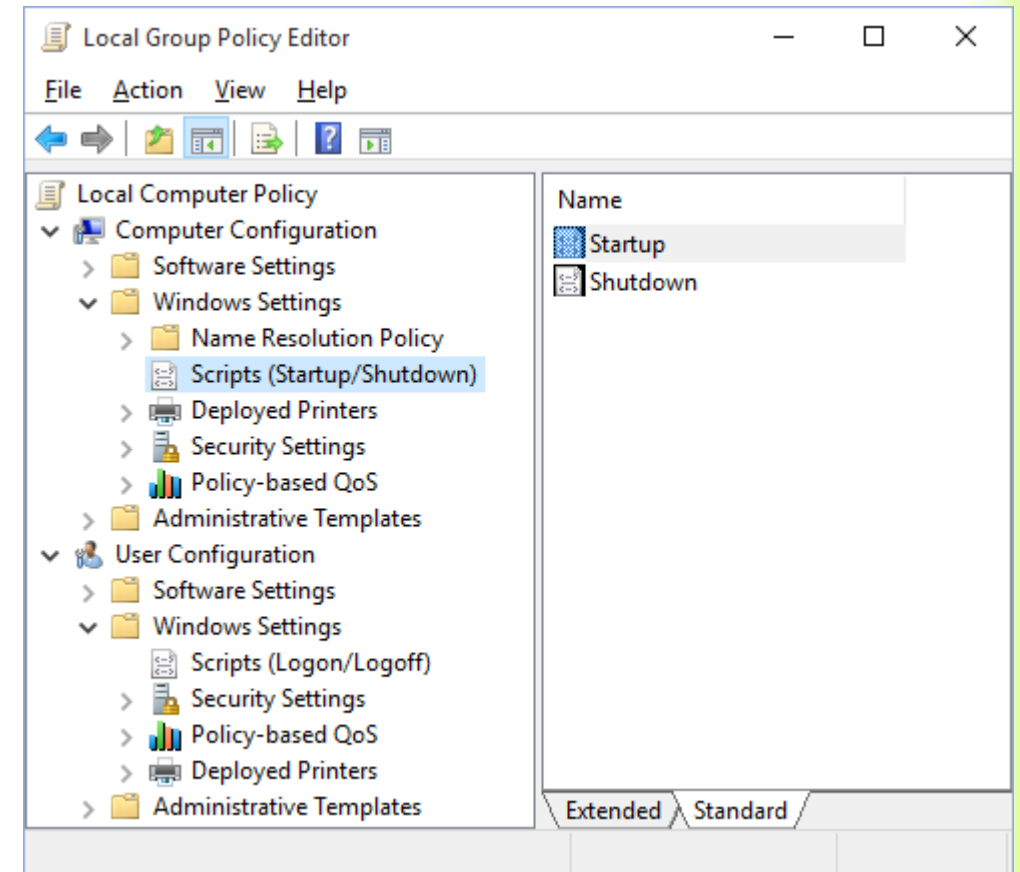 Local Group Policy Editor
File Action View Help
Local Computer Policy
Computer Configuration
Software Settings
Windows Settings
Name Resolution Policy
Scripts (Startup/Shutdown)
Deployed Printers
Security Settings
Policy-based QoS
Administrative Templates
User Configuration
Software Settings
Windows Settings
Scripts (Logon/Logoff)
Security Settings
Policy-based QoS
Deployed Printers
Administrative Templates
Name
Startup
Shutdown
Extended Standard